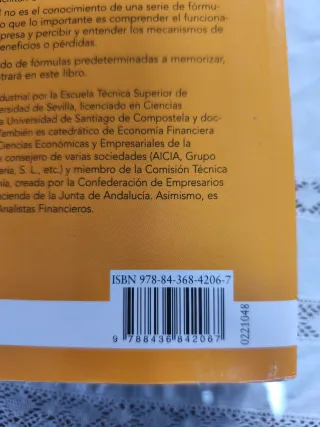 l no es el conocimiento de una serie de fórmu-
o que lo importante es comprender el funciona-
presa y percibir y entender los mecanismos de
eneficios o pérdidas.
do de fórmulas predeterminadas a memorizar,
trará en este libro.
dustrial por la Escuela Técnica Superior de
ersidad de Sevilla, licenciado en Ciencias
a Universidad de Santiago de Compostela y doc-
También es catedrático de Economía Financiera
Ciencias Económicas y Empresariales de la
consejero de varias sociedades (AICIA, Grupo
ería, S. L., etc.) y miembro de la Comisión Técnica
ía, creada por la Confederación de Empresarios
acienda de la Junta de Andalucía. Asimismo, es
Analistas Financieros.
ISBN 978-84-368-4206-7
9 788436 842067
0221048